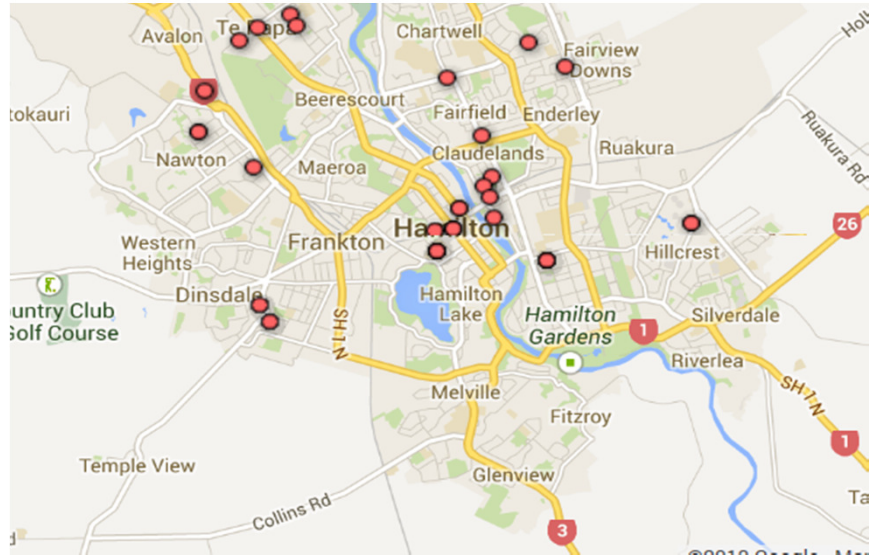 Avalon
Te Rapa
Chartwell
Fairview
Downs
Beerescourt
Fairfield
Enderley
tokauri
Nawton
Maeroa
Claudelands
Ruakura
Ruakura Rd
Western
Heights
Frankton
Hamilton
Hillcrest
26
Dinsdale
Hamilton
Lake
ountry Club
Golf Course
SH 1 N
Hamilton
Gardens
1
Silverdale
Riverlea
SH 1 N
Melville
Fitzroy
1
Temple View
Glenview
Collins Rd
3